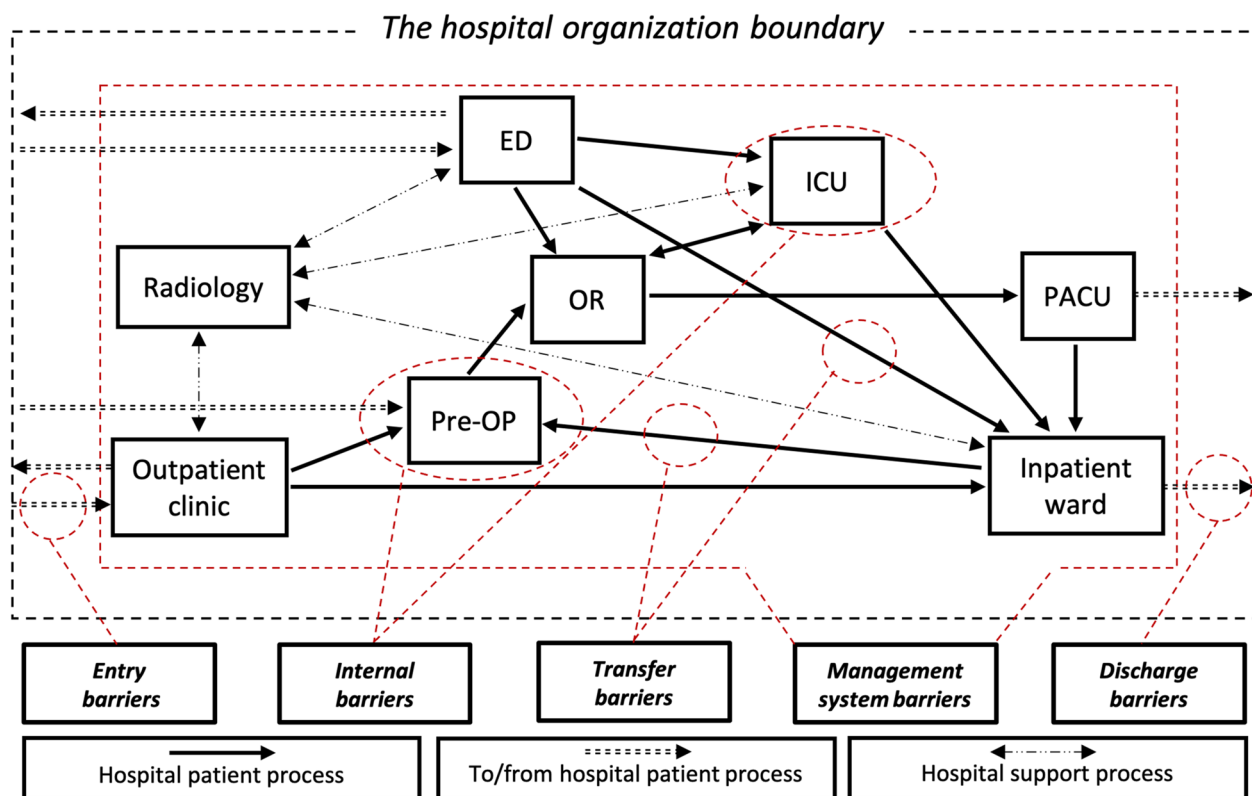 The hospital organization boundary
ED
ICU
Radiology
OR
PACU
Pre-OP
Outpatient
clinic
Inpatient
ward
Entry
barriers
Internal
barriers
Transfer
barriers
Management
system barriers
Discharge
barriers
Hospital patient process
To/from hospital patient process
Hospital support process